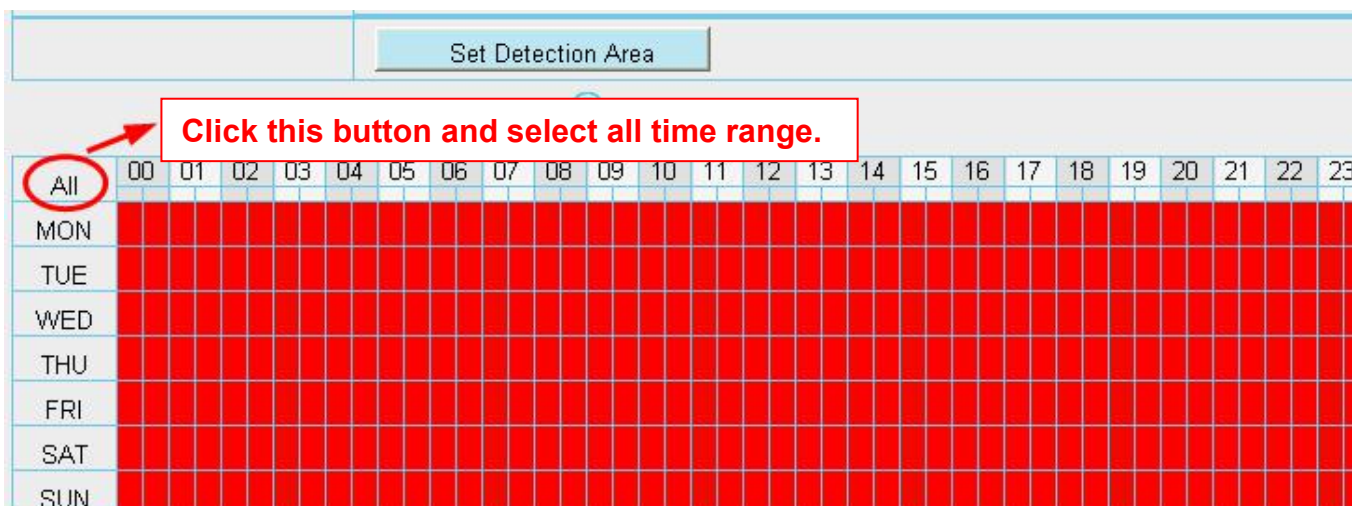 Set Detection Area
Click this button and select all time range.
All 00 01 02 03 04 05 06 07 08 09 10 11 12 13 14 15 16 17 18 19 20 21 22 23
MON
TUE
WED
THU
FRI
SAT
SUN